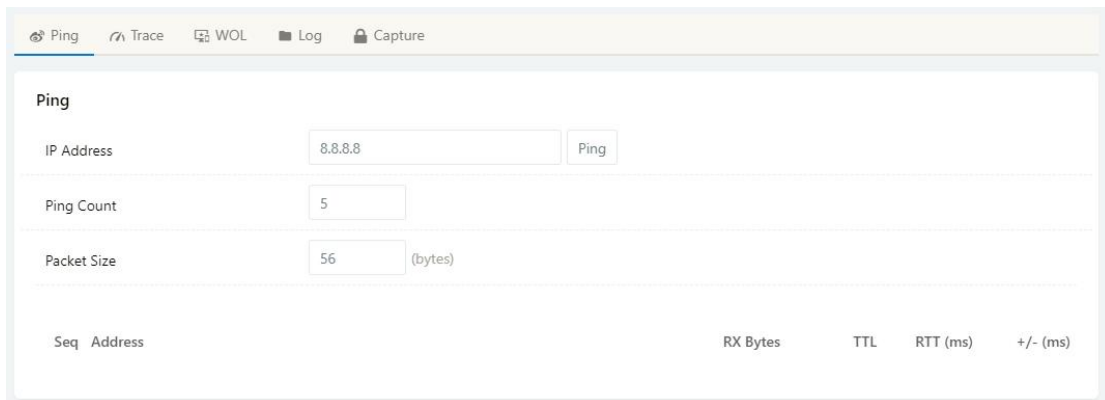 Ping Trace WOL Log Capture
Ping
IP Address 8.8.8.8 Ping
Ping Count 5
Packet Size 56 (bytes)
Seq Address RX Bytes TTL RTT (ms) +/- (ms)